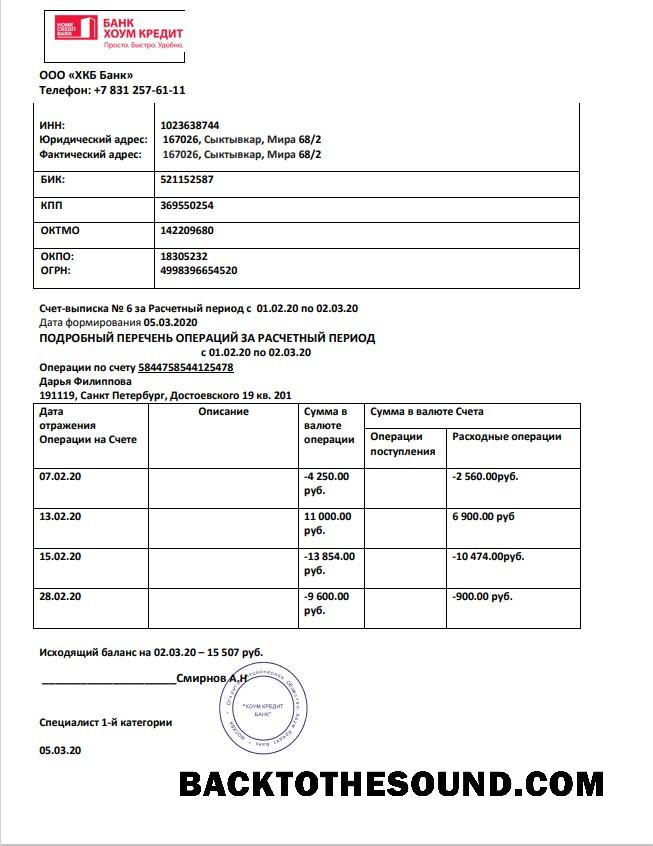 HOME
CREDIT
BANK
БАНК
ХОУМ КРЕДИТ
Просто. Быстро. Удобно.
ООО «ХКБ Банк»
Телефон: +7 831 257-61-11
ИНН: 1023638744
Юридический адрес: 167026, Сыктывкар, Мира 68/2
Фактический адрес: 167026, Сыктывкар, Мира 68/2
БИК: 521152587
КПП 369550254
ОКТМО 142209680
ОКПО: 18305232
ОГРН: 4998396654520
Счет-выписка № 6 за Расчетный период с 01.02.20 по 02.03.20
Дата формирования 05.03.2020
ПОДРОБНЫЙ ПЕРЕЧЕНЬ ОПЕРАЦИЙ ЗА РАСЧЕТНЫЙ ПЕРИОД
с 01.02.20 по 02.03.20
Операции по счету 5844758544125478
Дарья Филиппова
191119, Санкт Петербург, Достоевского 19 кв. 201
Дата
отражения
Операции на Счете
Описание
Сумма в
валюте
операции
Сумма в валюте Счета
Операции
поступления
Расходные операции
07.02.20 -4 250.00 -2 560.00руб.
руб.
13.02.20 11 000.00 6 900.00 руб
руб.
15.02.20 -13 854.00 -10 474.00руб.
руб.
28.02.20 -9 600.00 -900.00 руб.
руб.
Исходящий баланс на 02.03.20 – 15 507 руб.
Смирнов А.Н
"ХОУМ КРЕДИТ
БАНК"
Специалист 1-й категории
05.03.20
BACKTOTHESOUND.COM